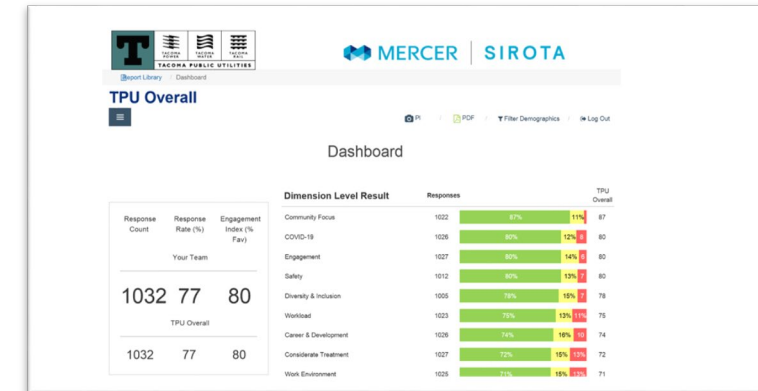 TACOMA POWER TACOMA WATER TACOMA RAIL
TACOMA PUBLIC UTILITIES
MERCER SIROTA
Report Library / Dashboard
TPU Overall
PI / PDF / Filter Demographics / Log Out
Dashboard
Response Count Response Rate (%) Engagement Index (% Fav)
Your Team
1032 77 80
TPU Overall
1032 77 80
Dimension Level Result Responses TPU Overall
Community Focus 1022 87% 11% 87
COVID-19 1026 80% 12% 8 80
Engagement 1027 80% 14% 6 80
Safety 1012 80% 13% 7 80
Diversity & Inclusion 1005 78% 15% 7 78
Workload 1023 75% 13% 11% 75
Career & Development 1026 74% 16% 10 74
Considerate Treatment 1027 72% 15% 13% 72
Work Environment 1025 71% 15% 13% 71